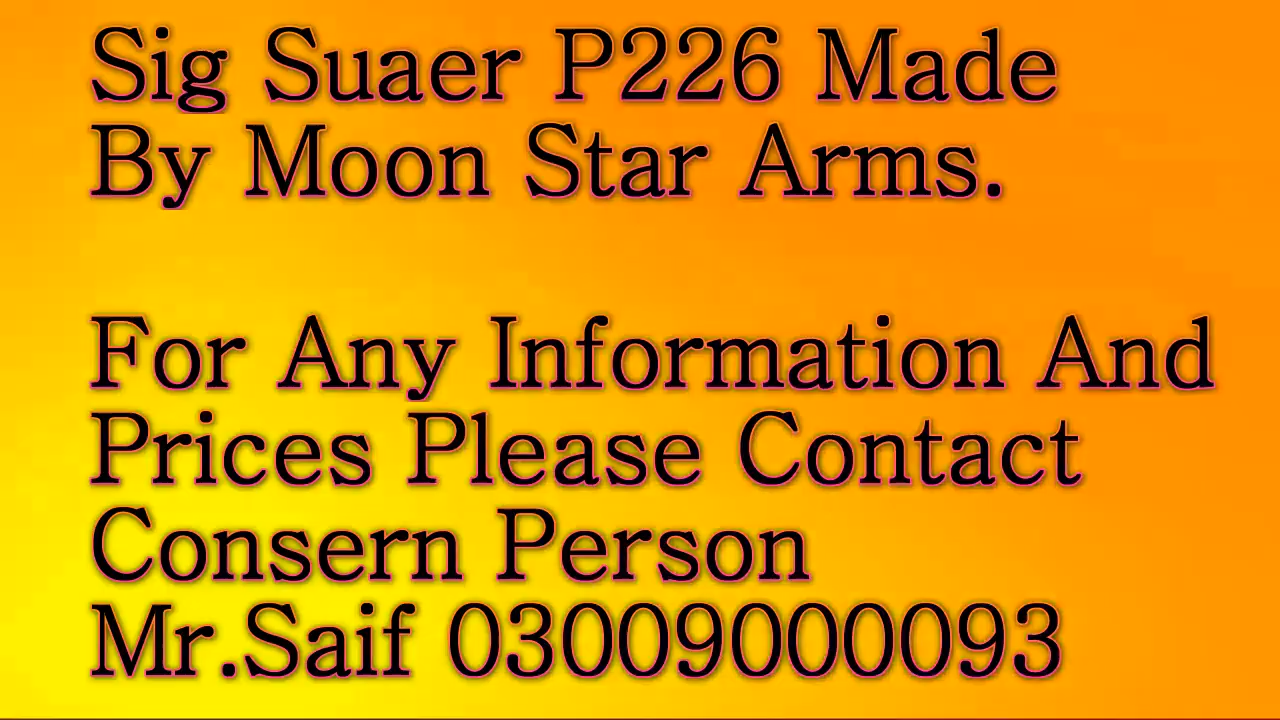 Sig Suaer P226 Made
By Moon Star Arms.
For Any Information And
Prices Please Contact
Consern Person
Mr.Saif 03009000093